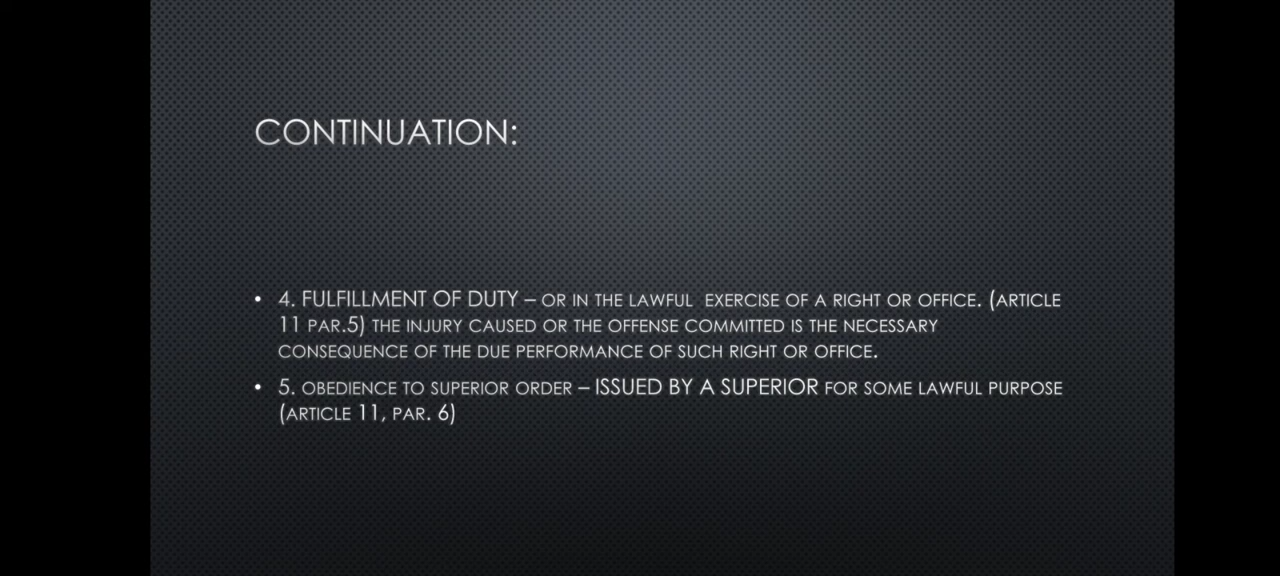 CONTINUATION:
• 4. FULFILLMENT OF DUTY – OR IN THE LAWFUL EXERCISE OF A RIGHT OR OFFICE. (ARTICLE
11 PAR.5) THE INJURY CAUSED OR THE OFFENSE COMMITTED IS THE NECESSARY
CONSEQUENCE OF THE DUE PERFORMANCE OF SUCH RIGHT OR OFFICE.
• 5. OBEDIENCE TO SUPERIOR ORDER – ISSUED BY A SUPERIOR FOR SOME LAWFUL PURPOSE
(ARTICLE 11, PAR. 6)